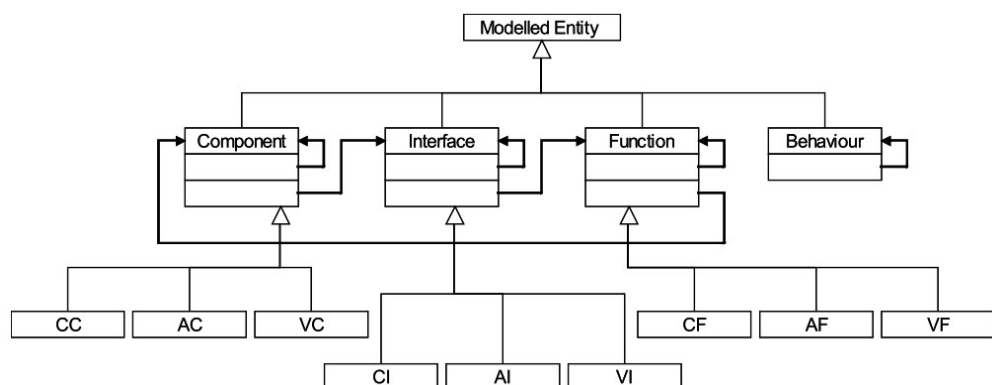 Modelled Entity
Component
Interface
Function
Behaviour
CC
AC
VC
CF
AF
VF
CI
AI
VI